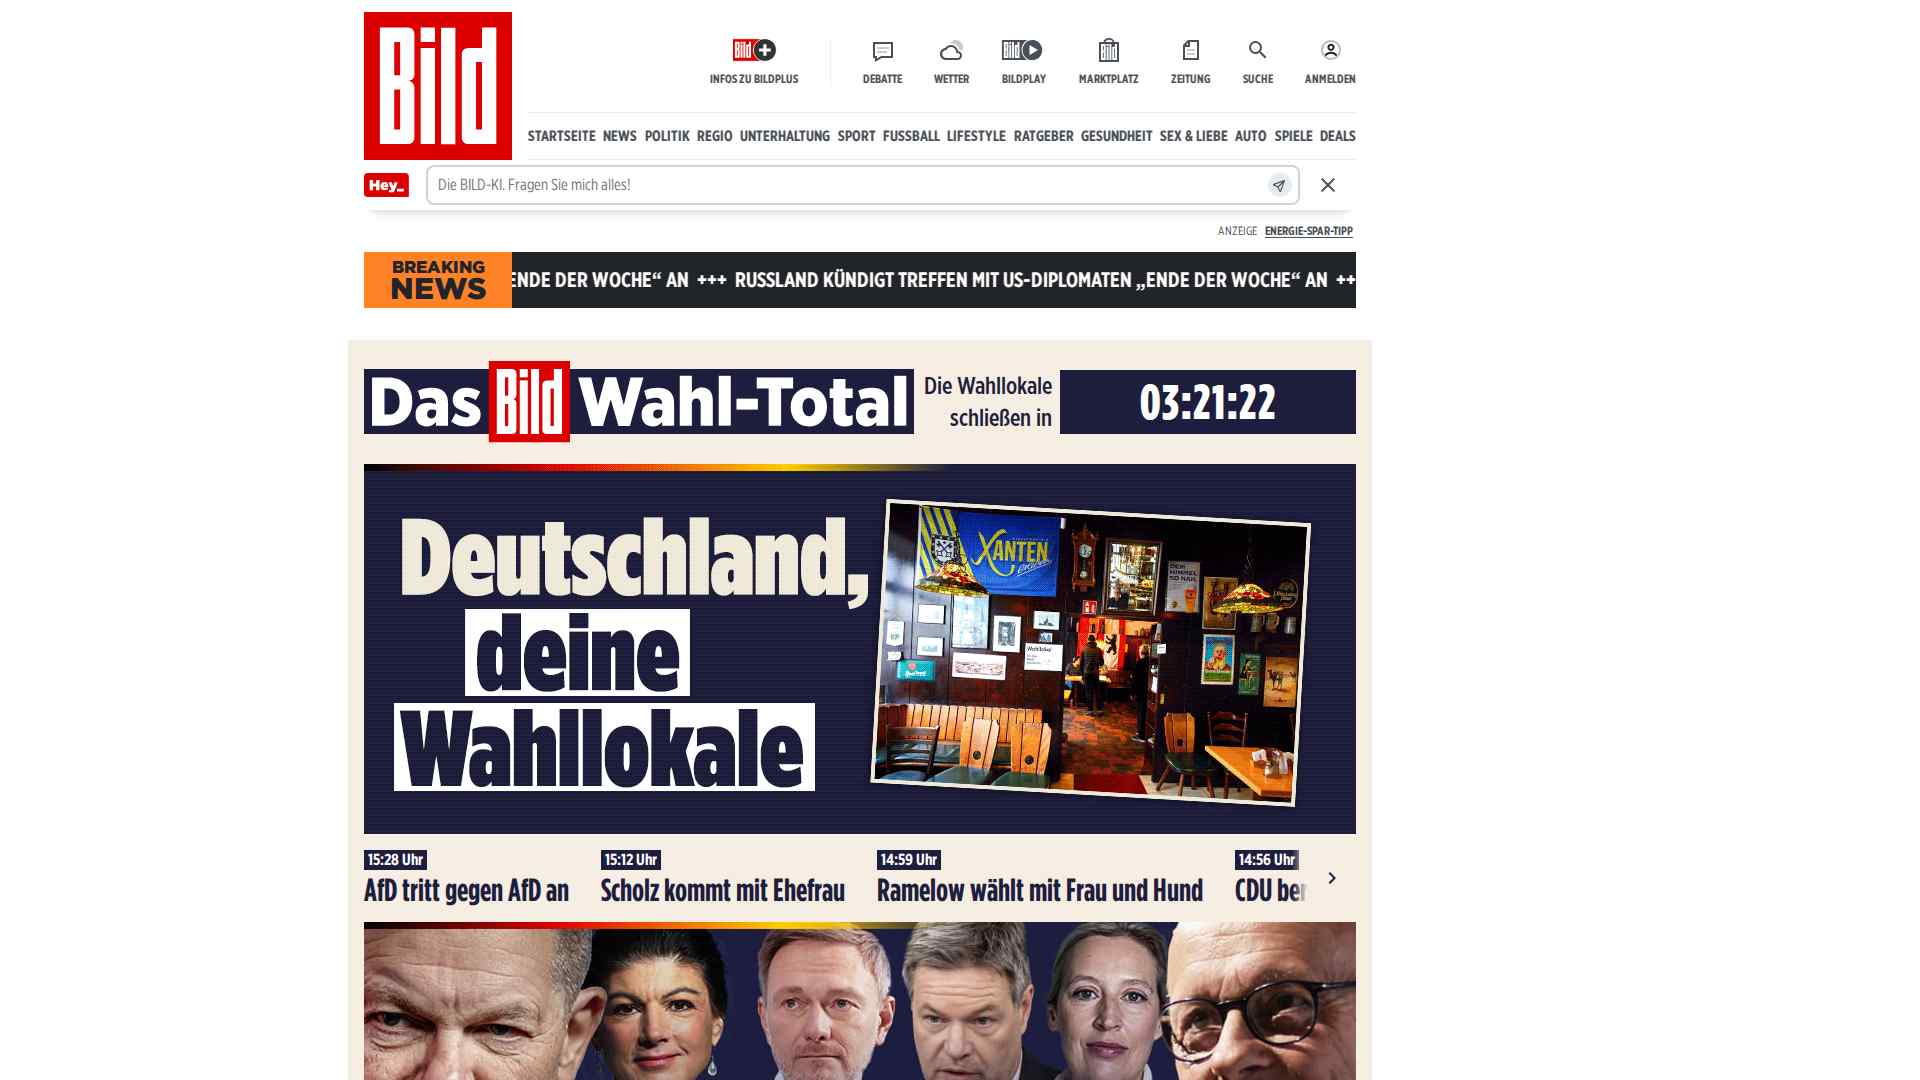 Bild
Bild
INFOS ZU BILDPLUS
DEBATTE
WETTER
Bild
BILDPLAY
Bild
MARKTPLATZ
ZEITUNG
SUCHE
ANMELDEN
STARTSEITE NEWS POLITIK REGIO UNTERHALTUNG SPORT FUSSBALL LIFESTYLE RATGEBER GESUNDHEIT SEX & LIEBE AUTO SPIELE DEALS
Hey_
Die BILD-KI. Fragen Sie mich alles!
ANZEIGE ENERGIE-SPAR-TIPP
BREAKING
NEWS
ENDE DER WOCHE“ AN +++ RUSSLAND KÜNDIGT TREFFEN MIT US-DIPLOMATEN „ENDE DER WOCHE“ AN ++
Das Bild Wahl-Total
Die Wahllokale
schließen in
03:21:22
Deutschland,
deine
Wahllokale
XANTEN
Wahllokal
15:28 Uhr
AfD tritt gegen AfD an
15:12 Uhr
Scholz kommt mit Ehefrau
14:59 Uhr
Ramelow wählt mit Frau und Hund
14:56 Uhr
CDU ber